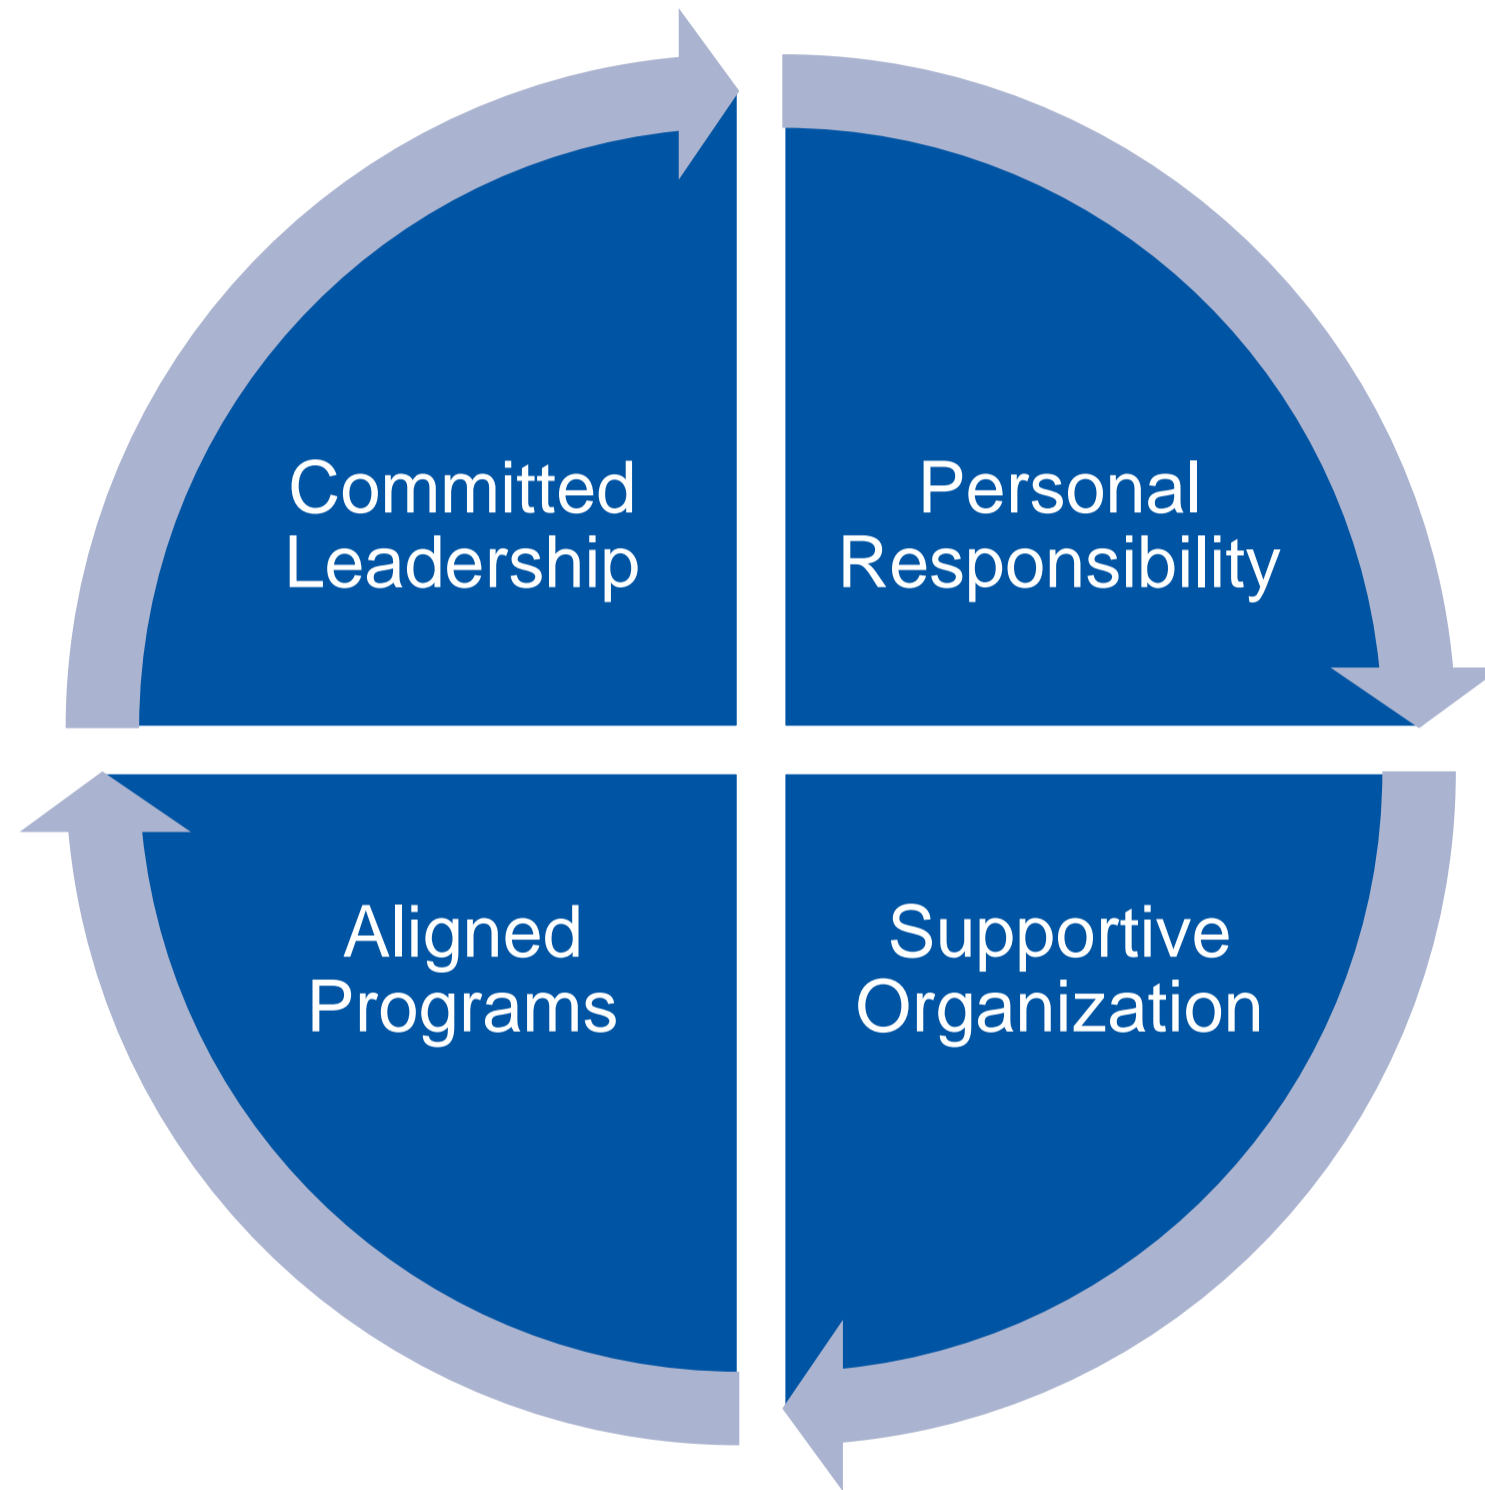 Committed
Leadership
Personal
Responsibility
Aligned
Programs
Supportive
Organization